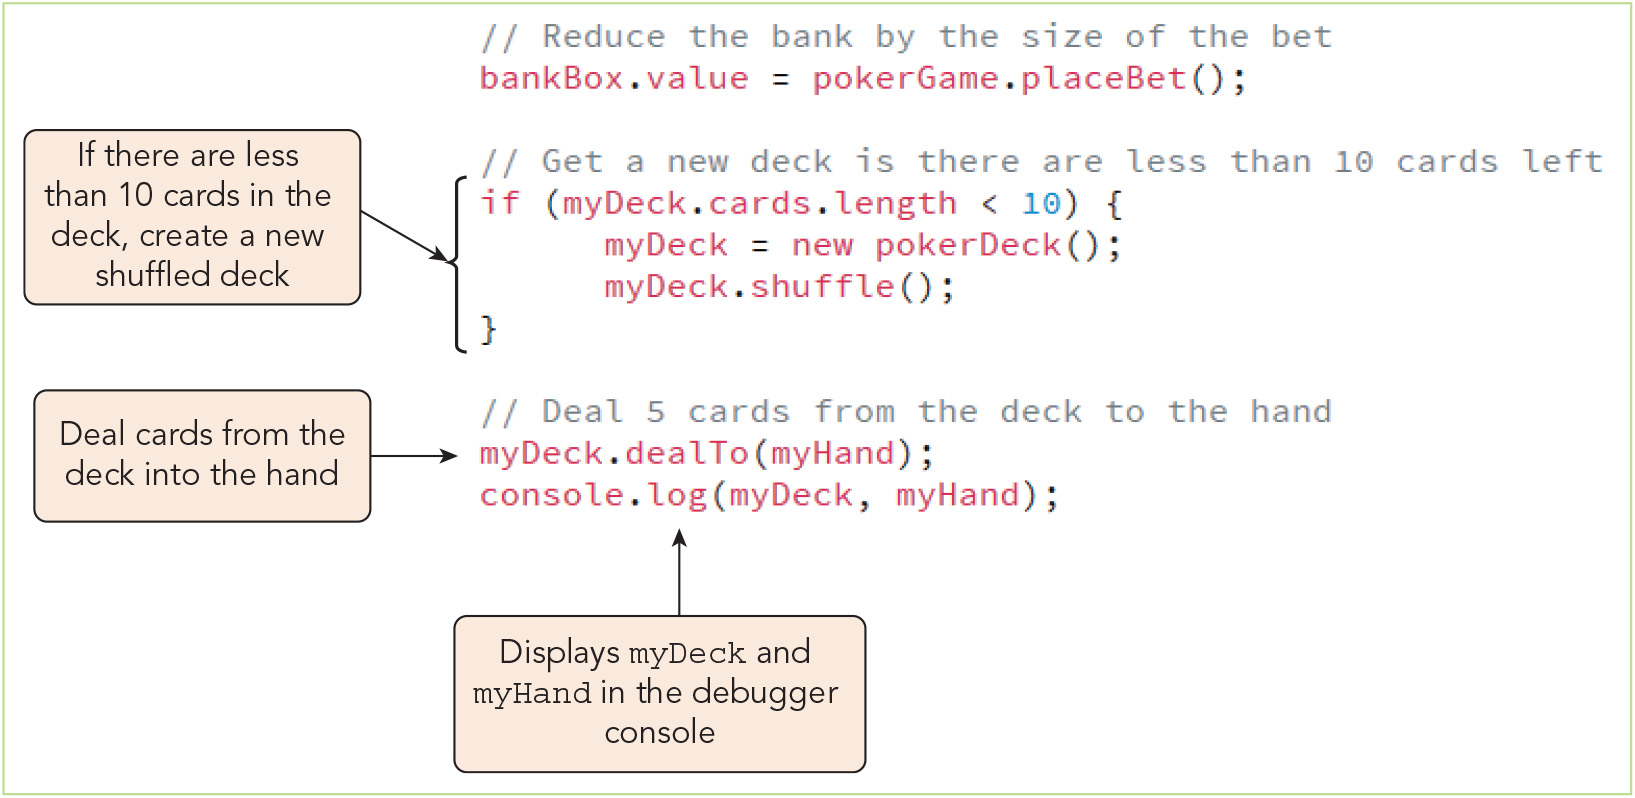 // Reduce the bank by the size of the bet
bankBox.value = pokerGame.placeBet();
If there are less
than 10 cards in the
deck, create a new
shuffled deck
// Get a new deck is there are less than 10 cards left
if (myDeck.cards.length < 10) {
myDeck = new pokerDeck();
myDeck.shuffle();
}
Deal cards from the
deck into the hand
// Deal 5 cards from the deck to the hand
myDeck.dealTo(myHand);
console.log(myDeck, myHand);
Displays myDeck and
myHand in the debugger
console